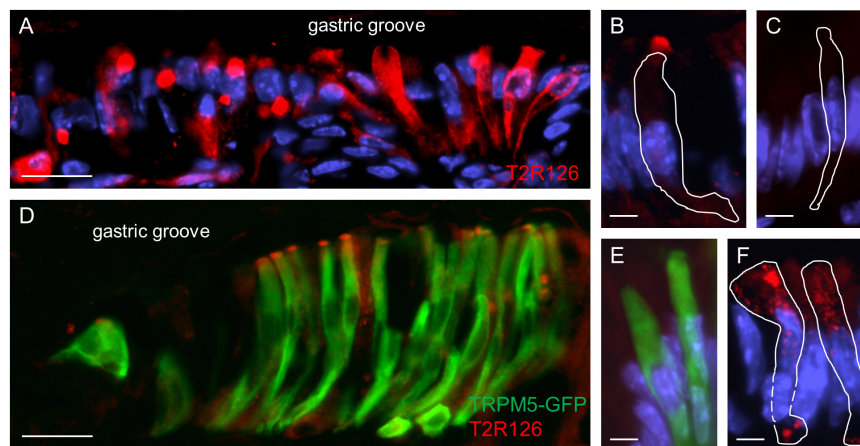 A
gastric groove
T2R126
B
C
D
gastric groove
TRPM5-GFP
T2R126
E
F